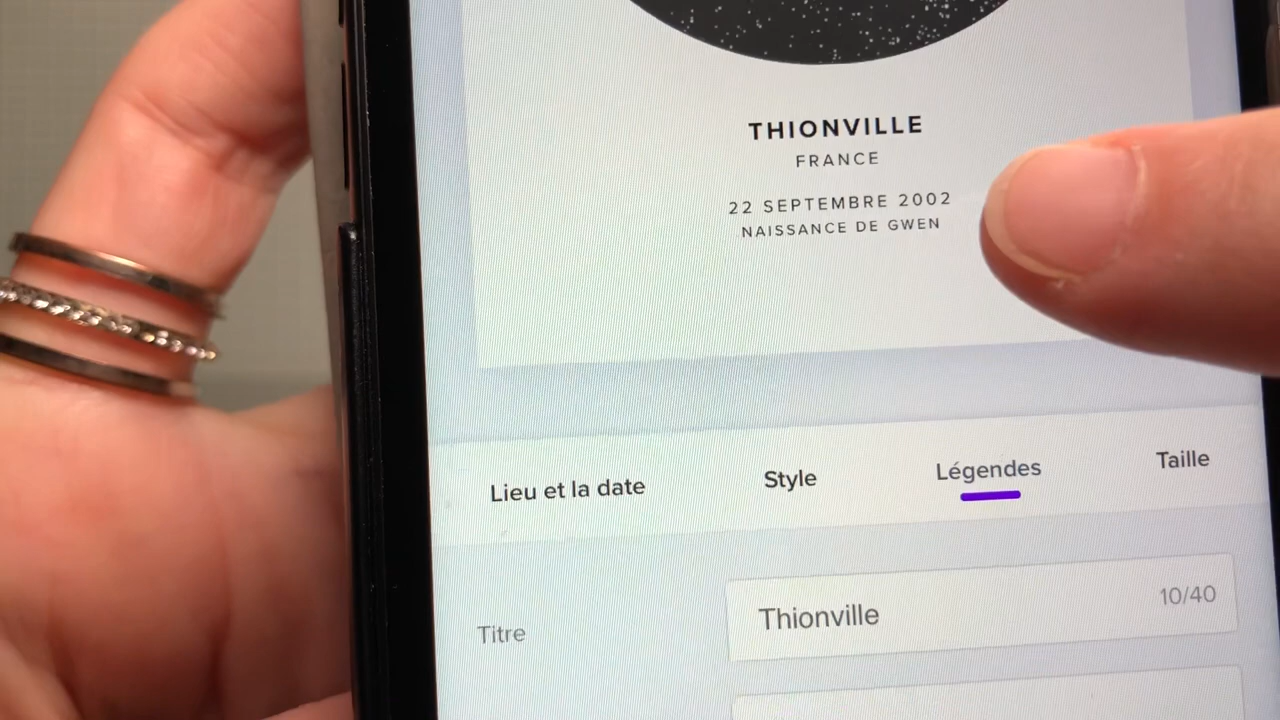 THIONVILLE
FRANCE
22 SEPTEMBRE 2002
NAISSANCE DE GWEN
Lieu et la date Style Légendes Taille
Titre Thionville 10/40